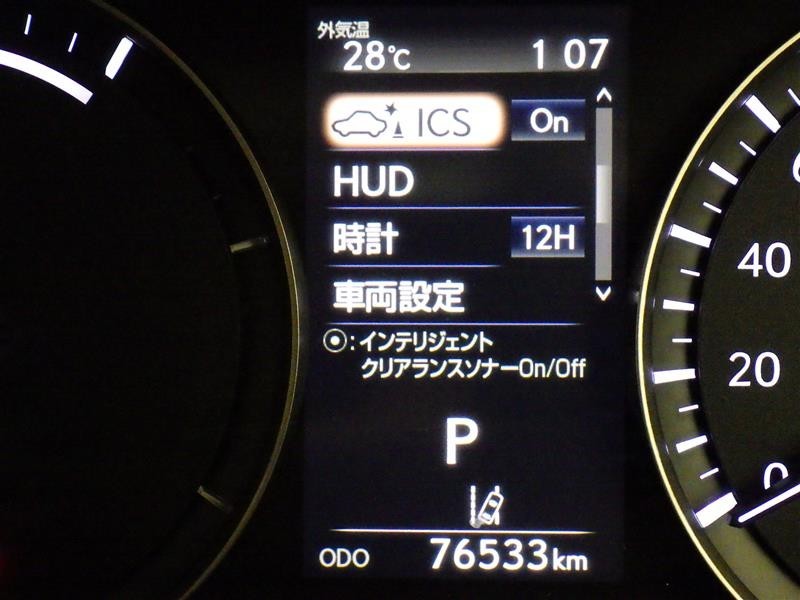 外気温
28℃ 1 07
ICS On
HUD
時計 12H
車両設定
:インテリジェント
クリアランスソナーOn/Off
40
20
P
0
ODO 76533km